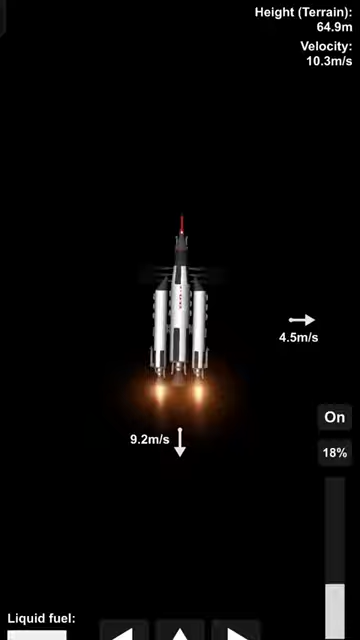 Height (Terrain):
64.9m
Velocity:
10.3m/s
4.5m/s
On
9.2m/s
18%
Liquid fuel: